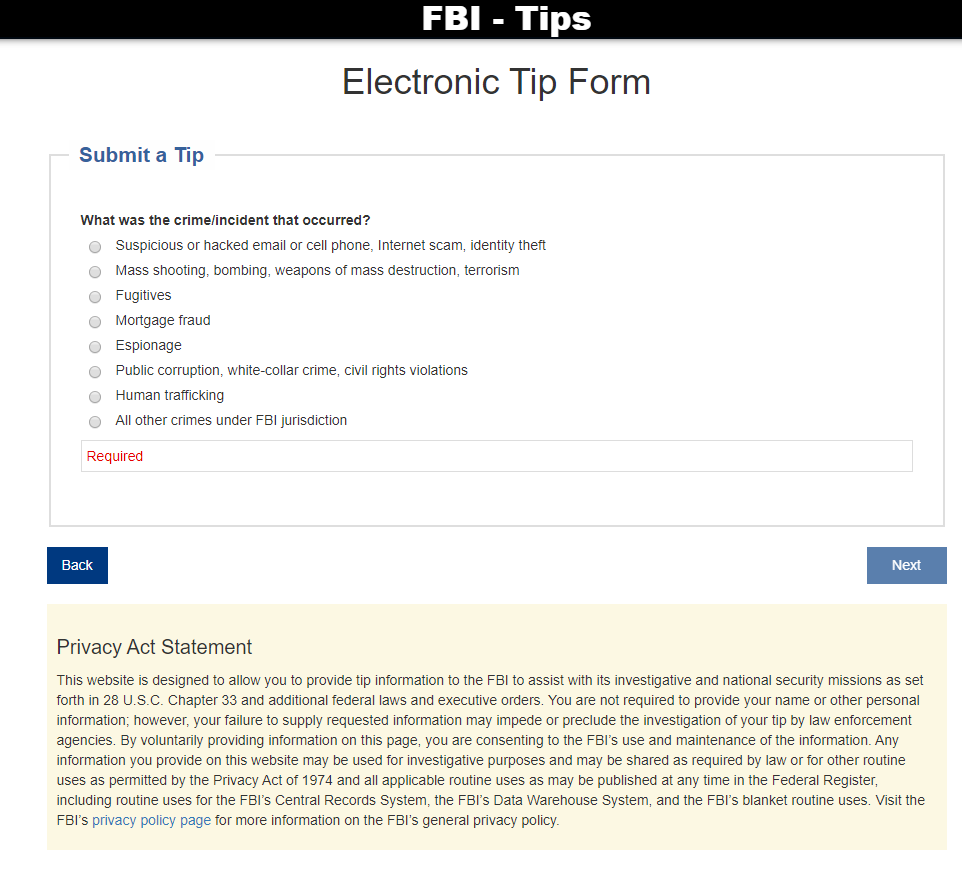 FBI - Tips
Electronic Tip Form
Submit a Tip
What was the crime/incident that occurred?
Suspicious or hacked email or cell phone, Internet scam, identity theft
Mass shooting, bombing, weapons of mass destruction, terrorism
Fugitives
Mortgage fraud
Espionage
Public corruption, white-collar crime, civil rights violations
Human trafficking
All other crimes under FBI jurisdiction
Required
Back
Next
Privacy Act Statement
This website is designed to allow you to provide tip information to the FBI to assist with its investigative and national security missions as set
forth in 28 U.S.C. Chapter 33 and additional federal laws and executive orders. You are not required to provide your name or other personal
information; however, your failure to supply requested information may impede or preclude the investigation of your tip by law enforcement
agencies. By voluntarily providing information on this page, you are consenting to the FBI's use and maintenance of the information. Any
information you provide on this website may be used for investigative purposes and may be shared as required by law or for other routine
uses as permitted by the Privacy Act of 1974 and all applicable routine uses as may be published at any time in the Federal Register,
including routine uses for the FBI's Central Records System, the FBI's Data Warehouse System, and the FBI's blanket routine uses. Visit the
FBI's privacy policy page for more information on the FBI's general privacy policy.